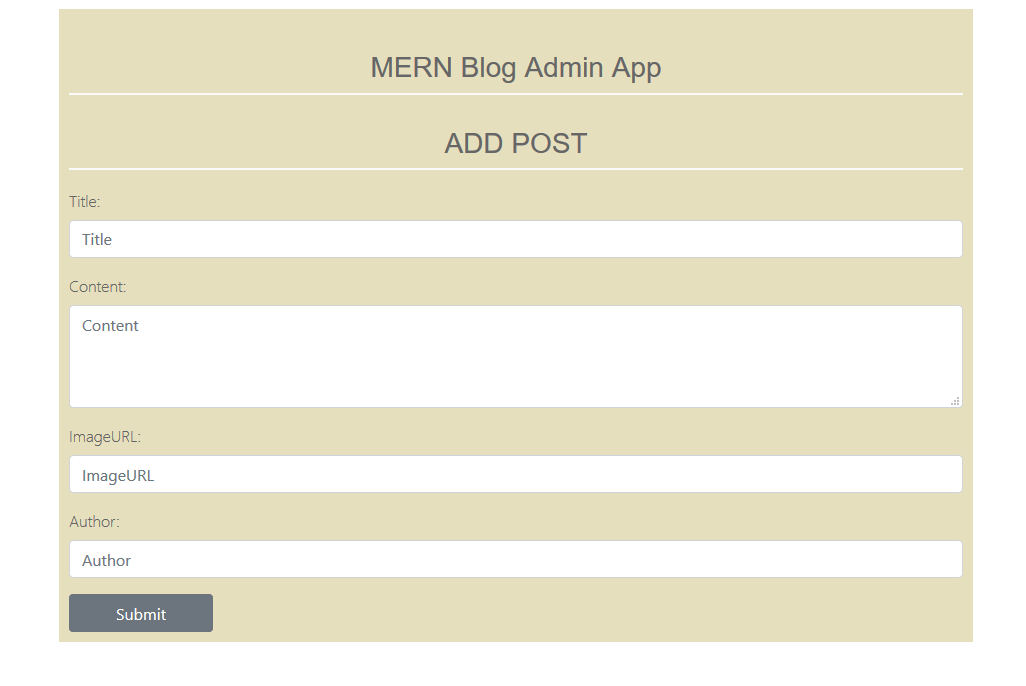 MERN Blog Admin App
ADD POST
Title:
Title
Content:
Content
ImageURL:
ImageURL
Author:
Author
Submit